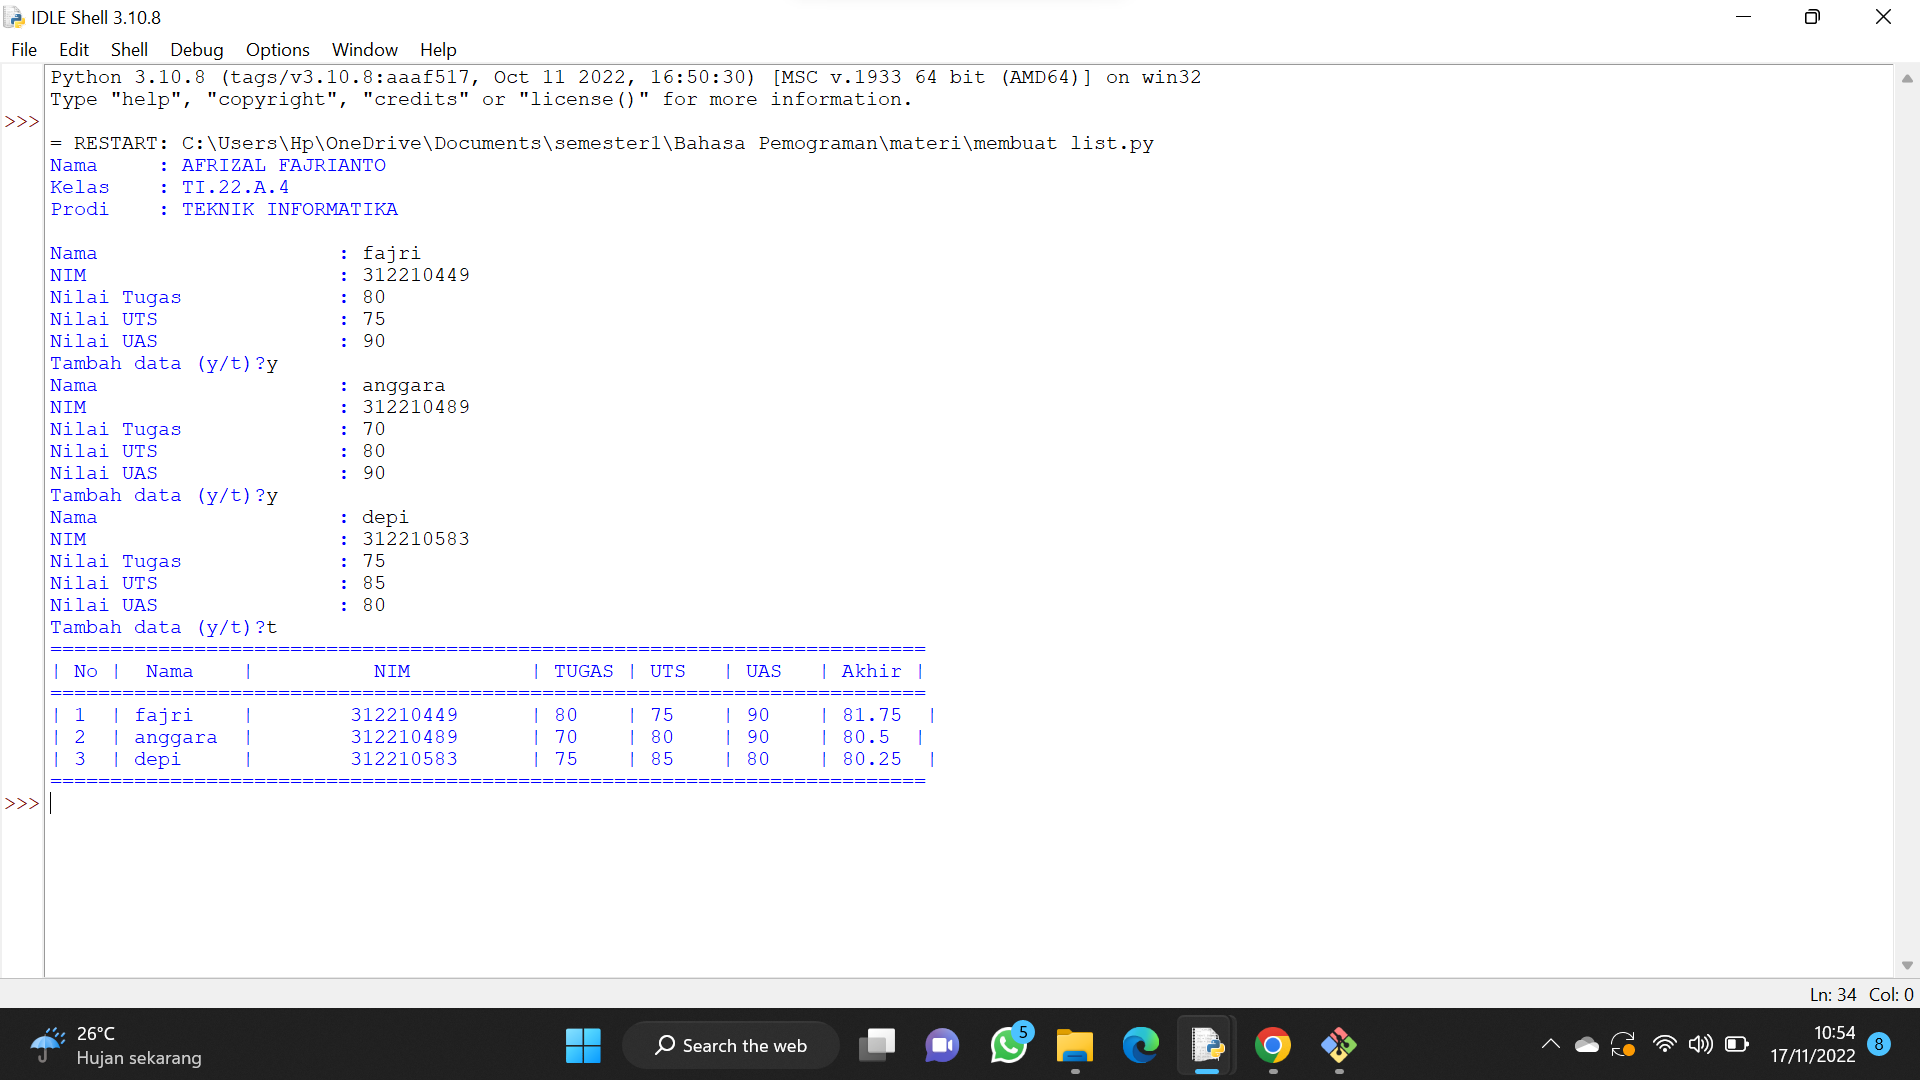 IDLE Shell 3.10.8
File Edit Shell Debug Options Window Help
Python 3.10.8 (tags/v3.10.8:aaaf517, Oct 11 2022, 16:50:30) [MSC v.1933 64 bit (AMD64)] on win32
Type "help", "copyright", "credits" or "license()" for more information.
>>>
= RESTART: C:\Users\Hp\OneDrive\Documents\semester1\Bahasa Pemograman\materi\membuat list.py
Nama     : AFRIZAL FAJRIANTO
Kelas    : TI.22.A.4
Prodi    : TEKNIK INFORMATIKA
Nama                    : fajri
NIM                     : 312210449
Nilai Tugas             : 80
Nilai UTS               : 75
Nilai UAS               : 90
Tambah data (y/t)?y
Nama                    : anggara
NIM                     : 312210489
Nilai Tugas             : 70
Nilai UTS               : 80
Nilai UAS               : 90
Tambah data (y/t)?y
Nama                    : depi
NIM                     : 312210583
Nilai Tugas             : 75
Nilai UTS               : 85
Nilai UAS               : 80
Tambah data (y/t)?t
=========================================================================
| No |  Nama    |          NIM          | TUGAS | UTS   | UAS   | Akhir |
=========================================================================
| 1  | fajri    |        312210449      | 80    | 75    | 90    | 81.75  |
| 2  | anggara  |        312210489      | 70    | 80    | 90    | 80.5  |
| 3  | depi     |        312210583      | 75    | 85    | 80    | 80.25  |
=========================================================================
>>>
Ln: 34 Col: 0
26°C
Hujan sekarang
Search the web
5
10:54
17/11/2022
8